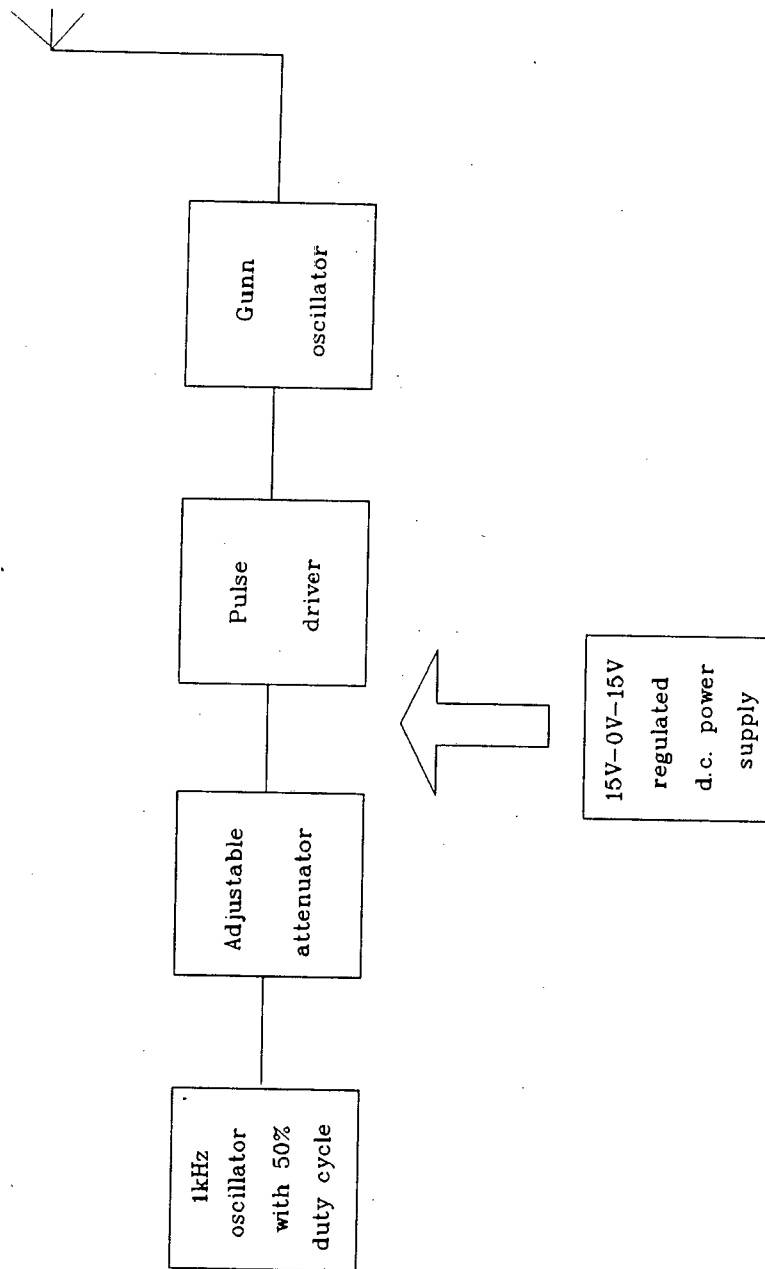 1kHz
oscillator
with 50%
duty cycle
Adjustable
attenuator
Pulse
driver
Gunn
oscillator
15V-0V-15V
regulated
d.c. power
supply